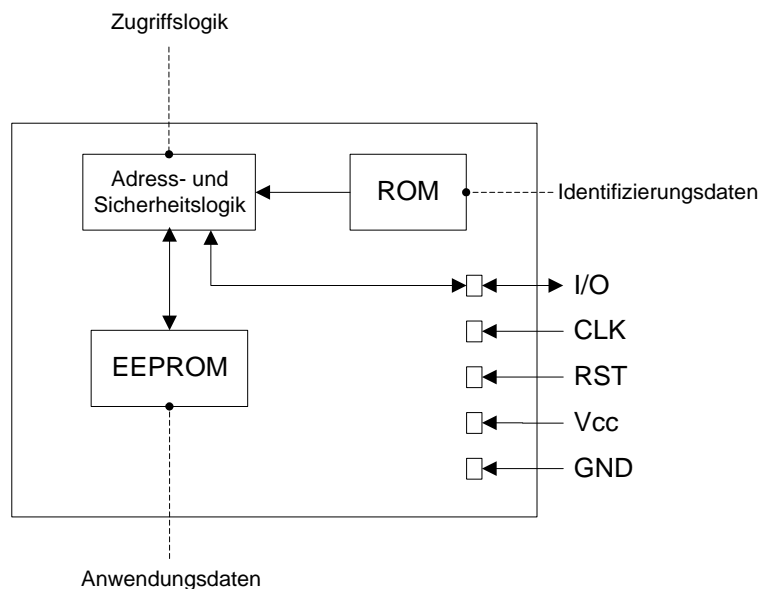 Zugriffslogik
Adress- und
Sicherheitslogik
ROM
Identifizierungsdaten
I/O
CLK
EEPROM
RST
Vcc
GND
Anwendungsdaten